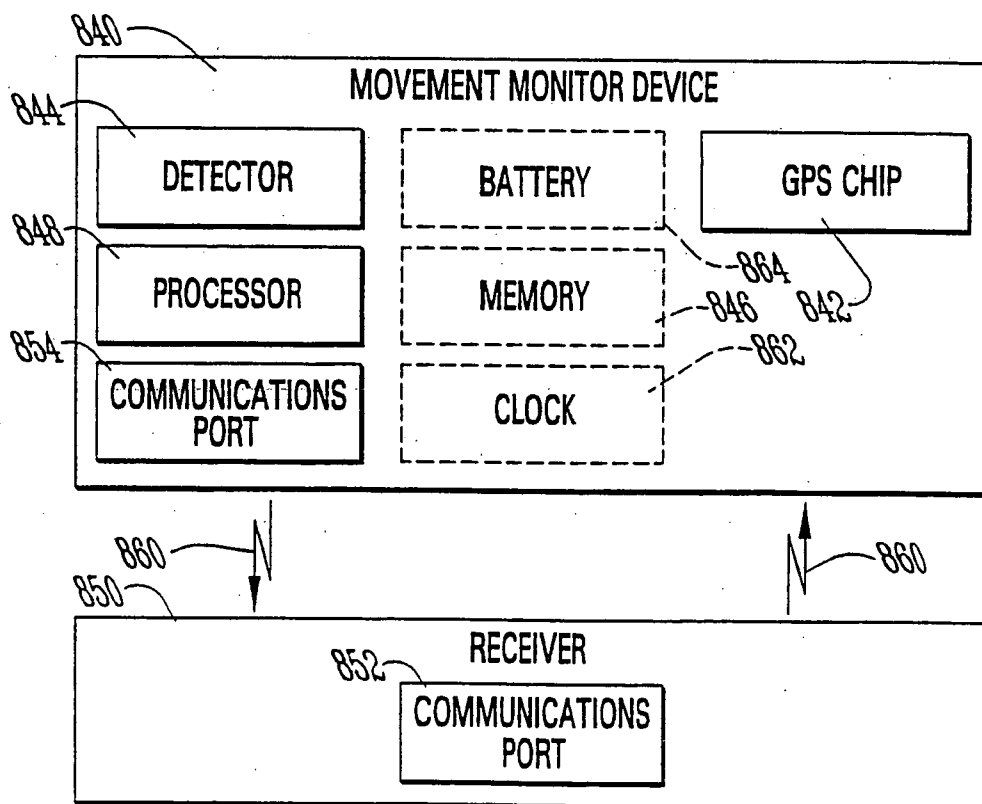 840
MOVEMENT MONITOR DEVICE
844
DETECTOR
BATTERY
GPS CHIP
848
864
PROCESSOR
MEMORY
846
842
854
862
COMMUNICATIONS
PORT
CLOCK
860
860
850
RECEIVER
852
COMMUNICATIONS
PORT